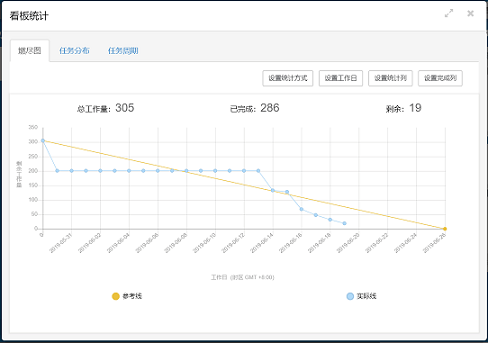 看板统计
燃尽图 任务分布 任务周期
设置统计方式 设置工作日 设置统计列 设置完成列
总工作量：305 已完成：286 剩余：19
350
300
250
200
150
100
50
0
0 2019-05-31 2019-06-02 2019-06-04 2019-06-06 2019-06-08 2019-06-10 2019-06-12 2019-06-14 2019-06-16 2019-06-18 2019-06-20 2019-06-22 2019-06-24 2019-06-26
工作日 (时区 GMT +8:00)
参考线 实际线